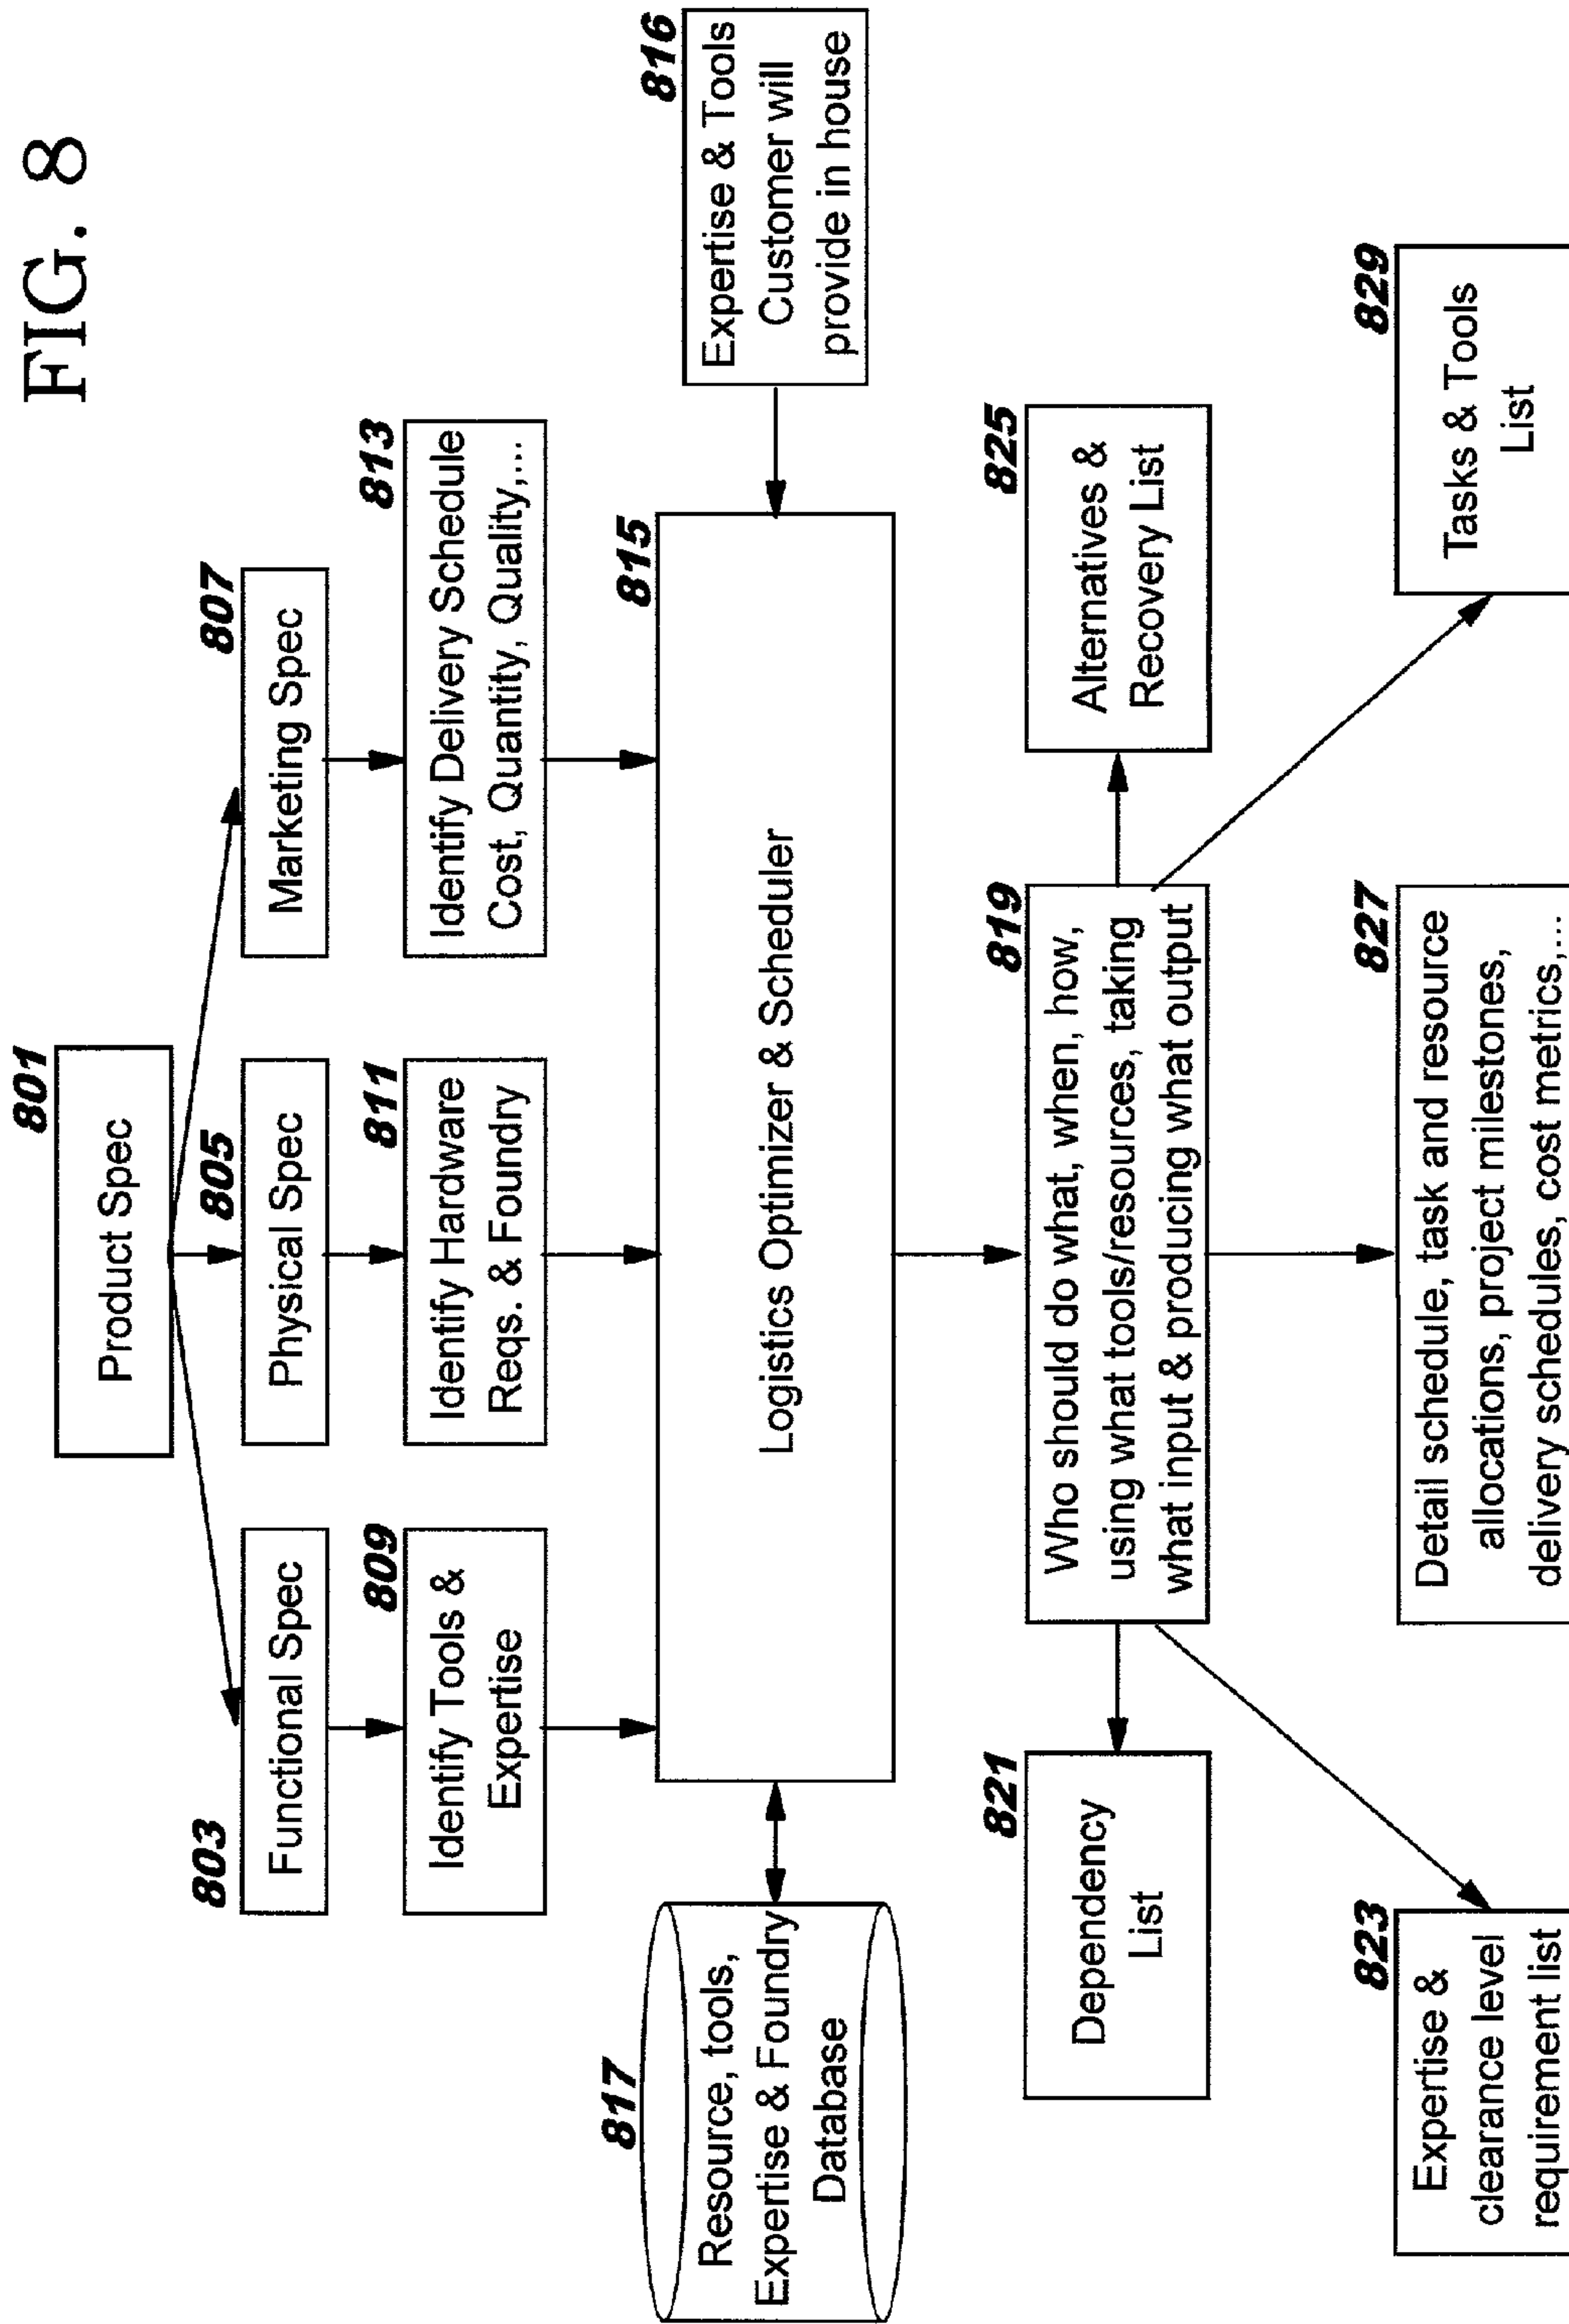 FIG. 8
801
Product Spec
803
Functional Spec
805
Physical Spec
807
Marketing Spec
809
Identify Tools &
Expertise
811
Identify Hardware
Reqs. & Foundry
813
Identify Delivery Schedule
Cost, Quantity, Quality,...
817
Resource, tools,
Expertise & Foundry
Database
815
Logistics Optimizer & Scheduler
816
Expertise & Tools
Customer will
provide in house
821
Dependency
List
819
Who should do what, when, how,
using what tools/resources, taking
what input & producing what output
825
Alternatives &
Recovery List
823
Expertise &
clearance level
requirement list
827
Detail schedule, task and resource
allocations, project milestones,
delivery schedules, cost metrics,...
829
Tasks & Tools
List